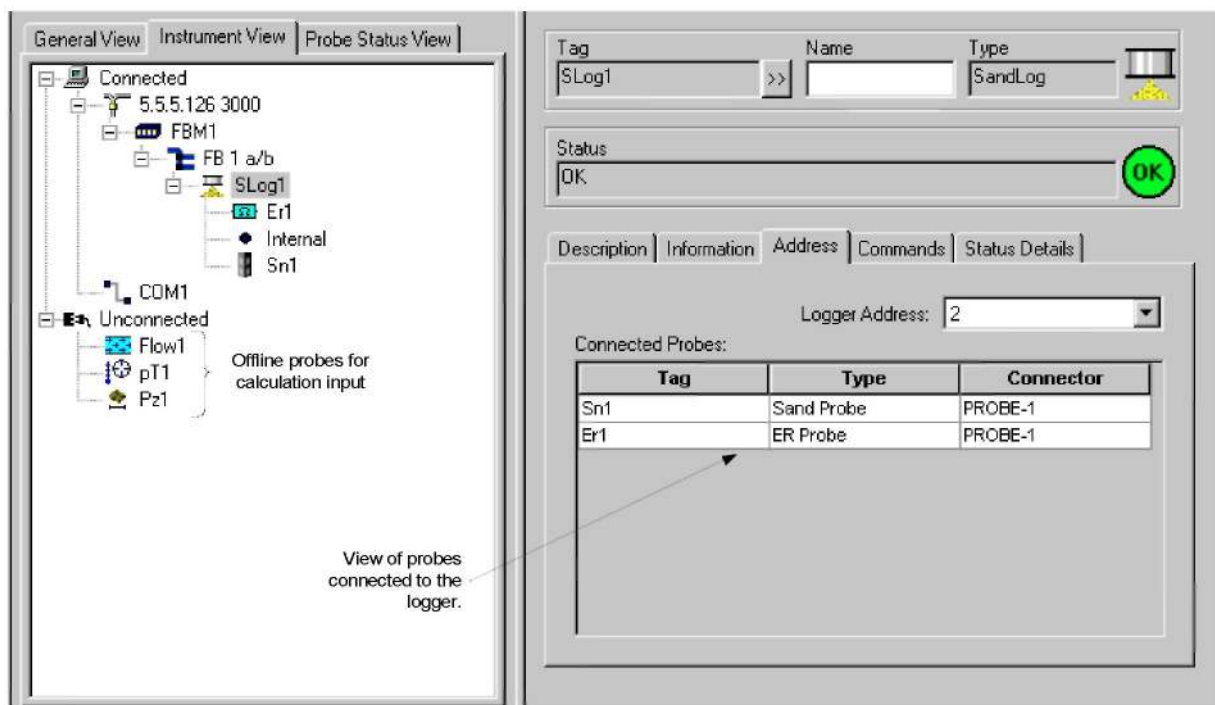 General View Instrument View Probe Status View
Connected
5.5.5.126 3000
FBM1
FB 1 a/b
SLog1
Er1
Internal
Sn1
COM1
Unconnected
Flow1
pT1
Pz1
Offline probes for
calculation input
View of probes
connected to the
logger.
Tag Name Type
SLog1 >> SandLog
Status
OK
OK
Description Information Address Commands Status Details
Logger Address: 2
Connected Probes:
Tag Type Connector
Sn1 Sand Probe PROBE-1
Er1 ER Probe PROBE-1